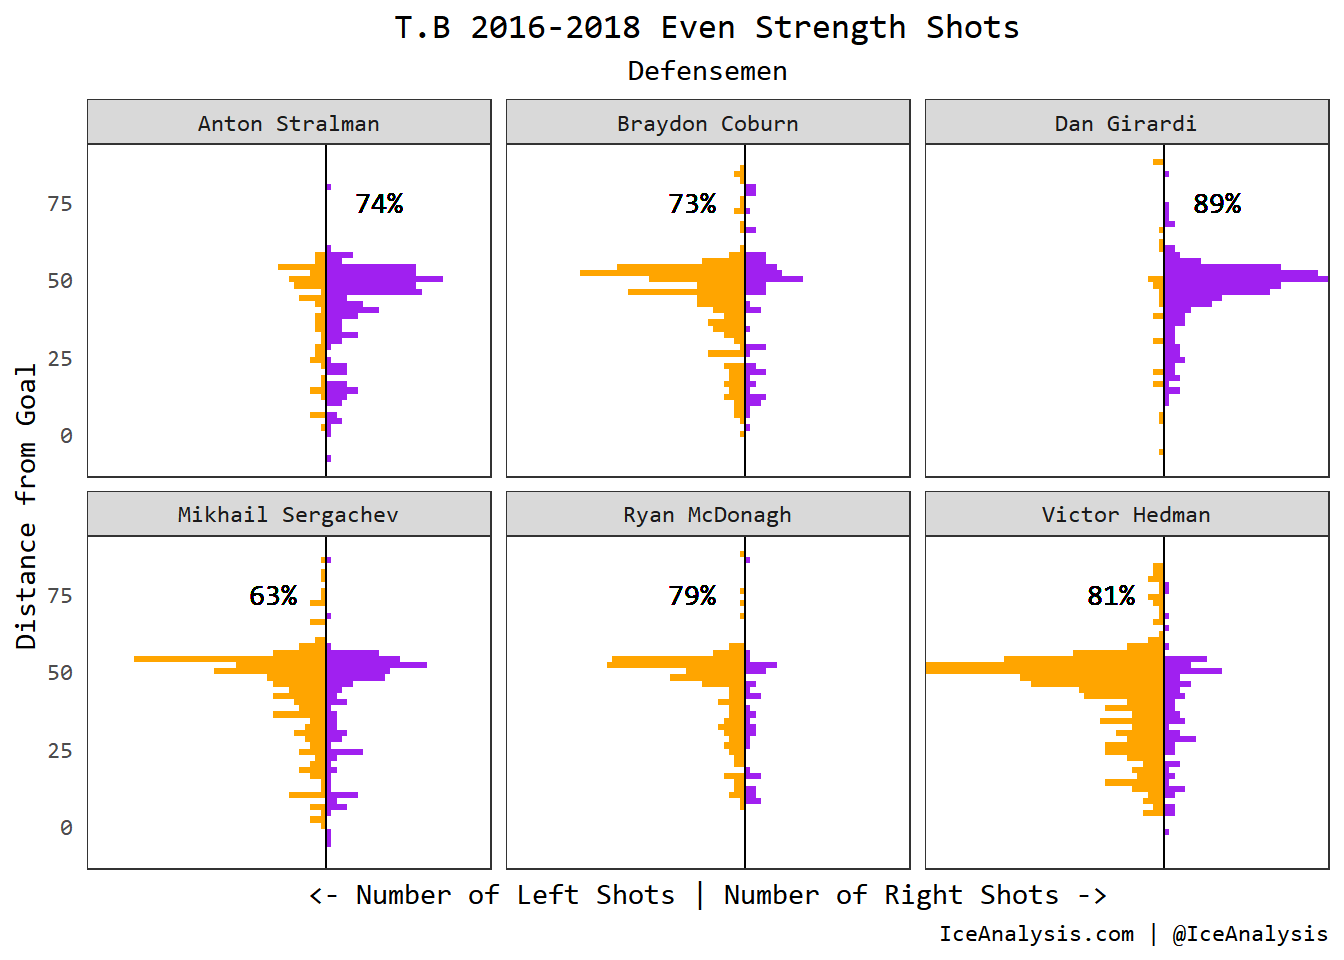 T.B 2016-2018 Even Strength Shots
Defensemen
Anton Stralman
Braydon Coburn
Dan Girardi
74%
73%
89%
75
50
25
0
Distance from Goal
Mikhail Sergachev
Ryan McDonagh
Victor Hedman
63%
79%
81%
75
50
25
0
<- Number of Left Shots | Number of Right Shots ->
IceAnalysis.com | @IceAnalysis